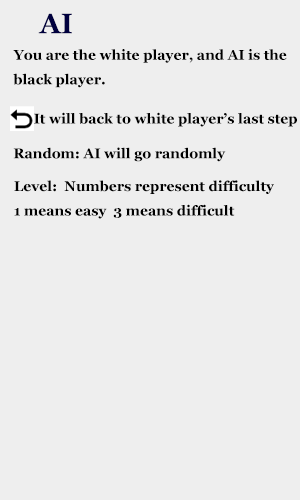 AI
You are the white player, and AI is the
black player.
It will back to white player’s last step
Random: AI will go randomly
Level:  Numbers represent difficulty
1 means easy  3 means difficult